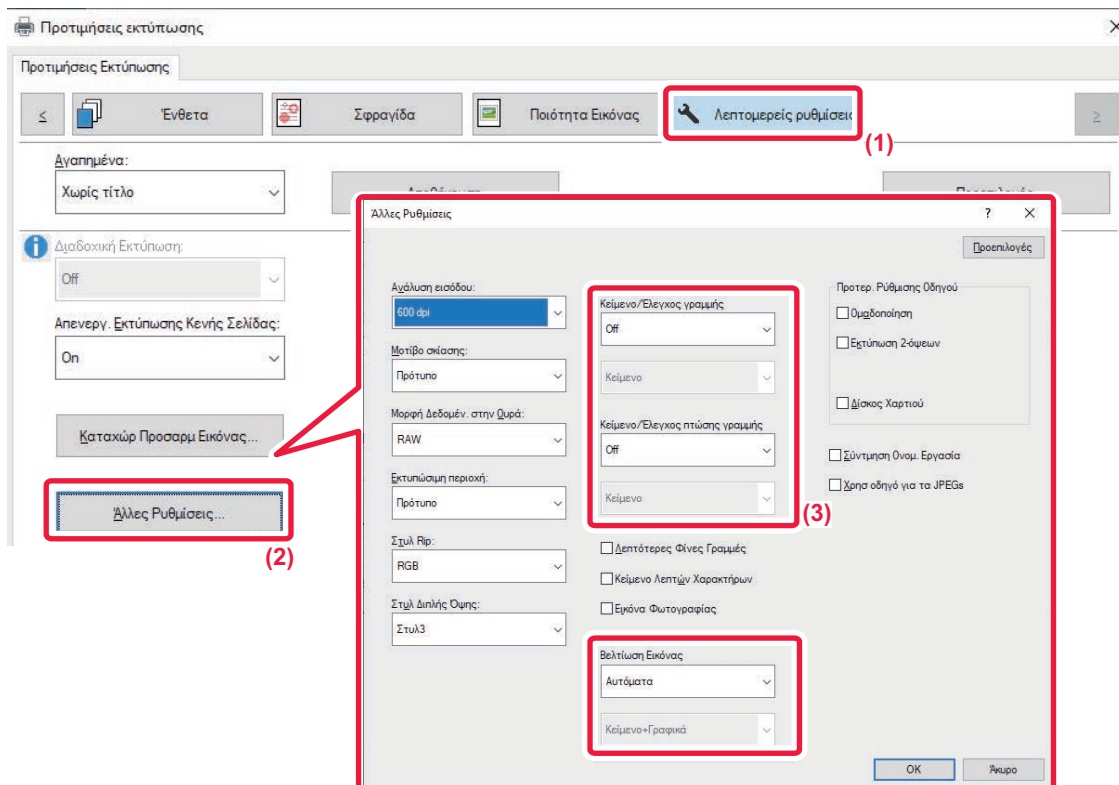 Προτιμήσεις εκτύπωσης
Προτιμήσεις Εκτύπωσης
≤ Ένθετα Σφραγίδα Ποιότητα Εικόνας Λεπτομερείς ρυθμίσεις ≥
(1)
Αγαπημένα:
Χωρίς τίτλο
Διαδοχική Εκτύπωση:
Off
Απενεργ. Εκτύπωσης Κενής Σελίδας:
On
Καταχώρ Προσαρμ Εικόνας...
Άλλες Ρυθμίσεις...
(2)
Άλλες Ρυθμίσεις ?
Προεπιλογές
Ανάλυση εισόδου:
600 dpi
Μοτίβο σκίασης:
Πρότυπο
Μορφή Δεδομέν. στην Ουρά:
RAW
Εκτυπώσιμη περιοχή:
Πρότυπο
Στυλ Rip:
RGB
Στυλ Διπλής Όψης:
Στυλ3
Κείμενο/Έλεγχος γραμμής
Off
Κείμενο
Κείμενο/Έλεγχος πτώσης γραμμής
Off
Κείμενο
(3)
Λεπτότερες Φίνες Γραμμές
Κείμενο Λεπτών Χαρακτήρων
Εικόνα Φωτογραφίας
Βελτίωση Εικόνας
Αυτόματα
Κείμενο+Γραφικά
Προτερ. Ρύθμισης Οδηγού
Ομαδοποίηση
Εκτύπωση 2-όψεων
Δίσκος Χαρτιού
Σύντμηση Ονομ. Εργασία
Χρησ οδηγό για τα JPEGs
OK Άκυρο